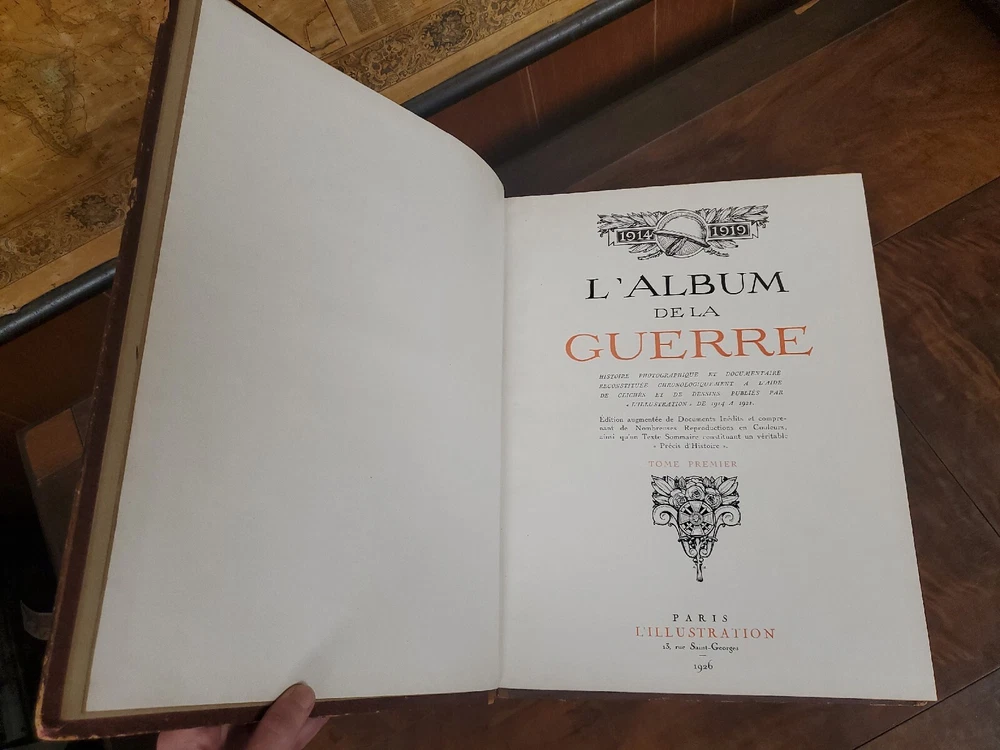 1914 1919
L'ALBUM
DE LA
GUERRE
HISTOIRE PHOTOGRAPHIQUE ET DOCUMENTAIRE
RECONSTITUÉE CHRONOLOGIQUEMENT A L'AIDE
DE CLICHÉS ET DE DESSINS PUBLIÉS PAR
« L'ILLUSTRATION » DE 1914 A 1921.
Édition augmentée de Documents Inédits et compre-
nant de Nombreuses Reproductions en Couleurs,
ainsi qu'un Texte Sommaire constituant un véritable
« Précis d'Histoire ».
TOME PREMIER
PARIS
L'ILLUSTRATION
13, rue Saint-Georges
1926